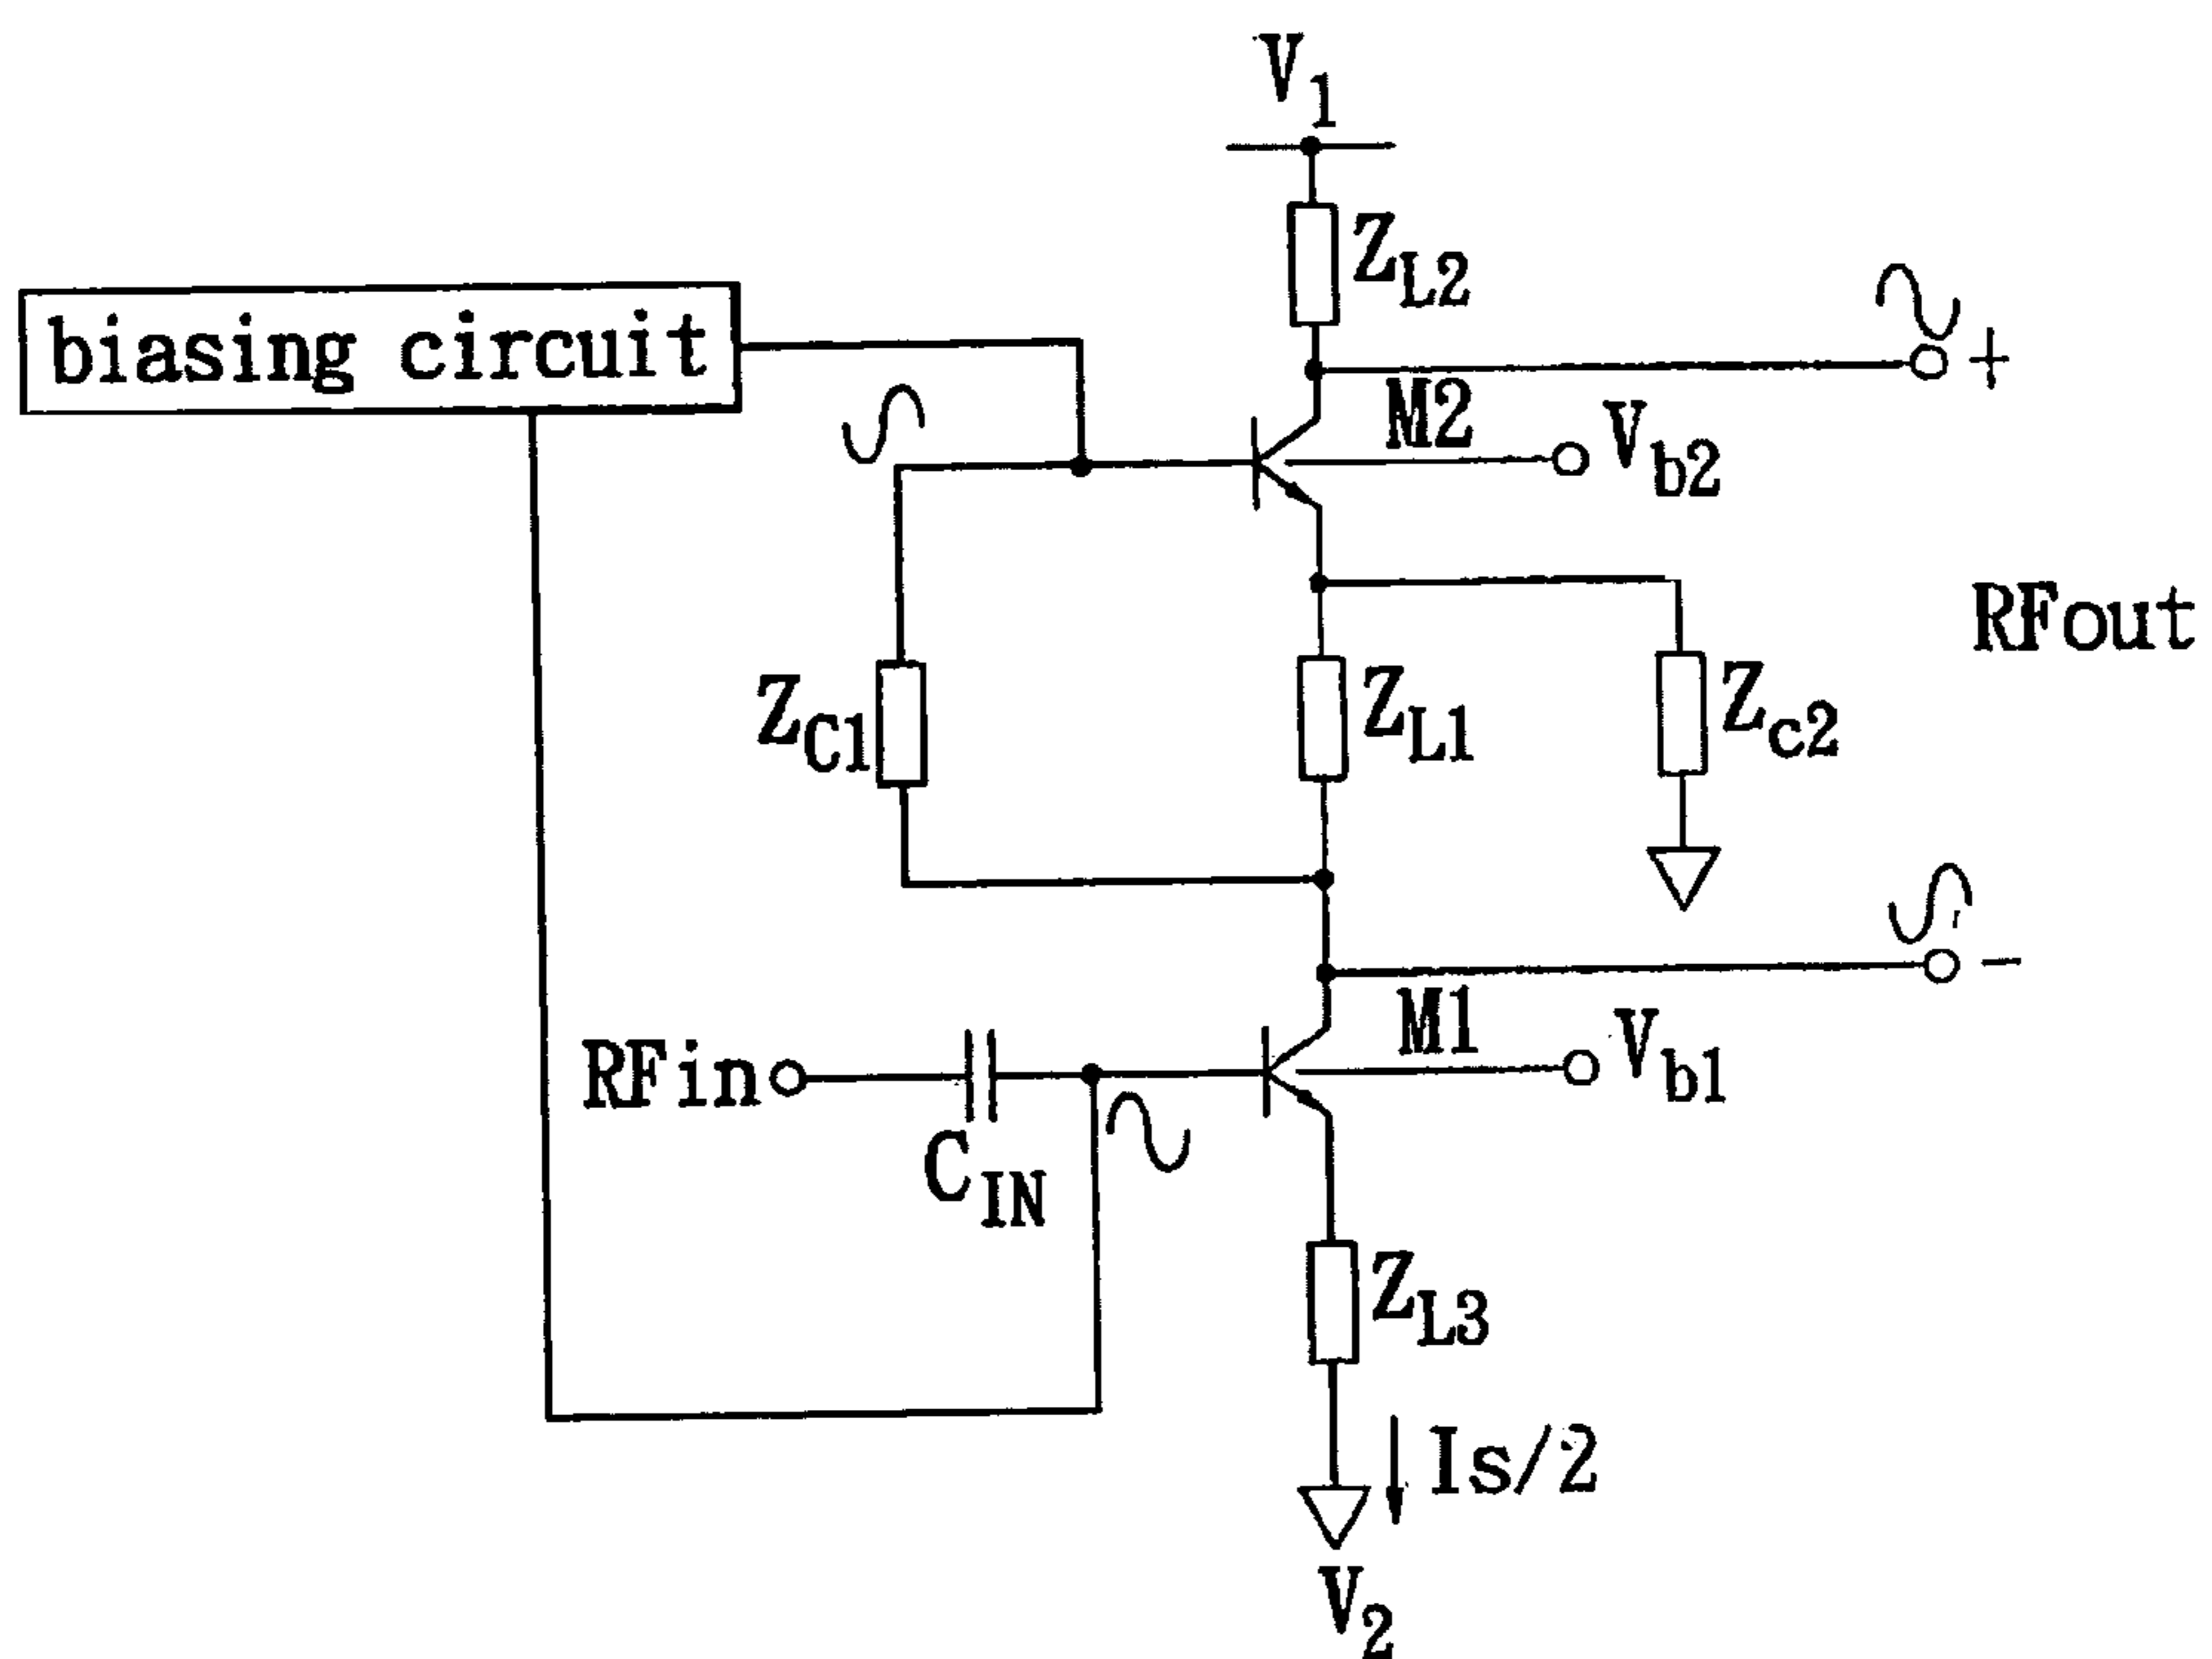 V1
ZL2
biasing circuit
+
M2
Vb2
RFout
ZC1
ZL1
Zc2
-
M1
Vb1
RFin
CIN
ZL3
Is/2
V2